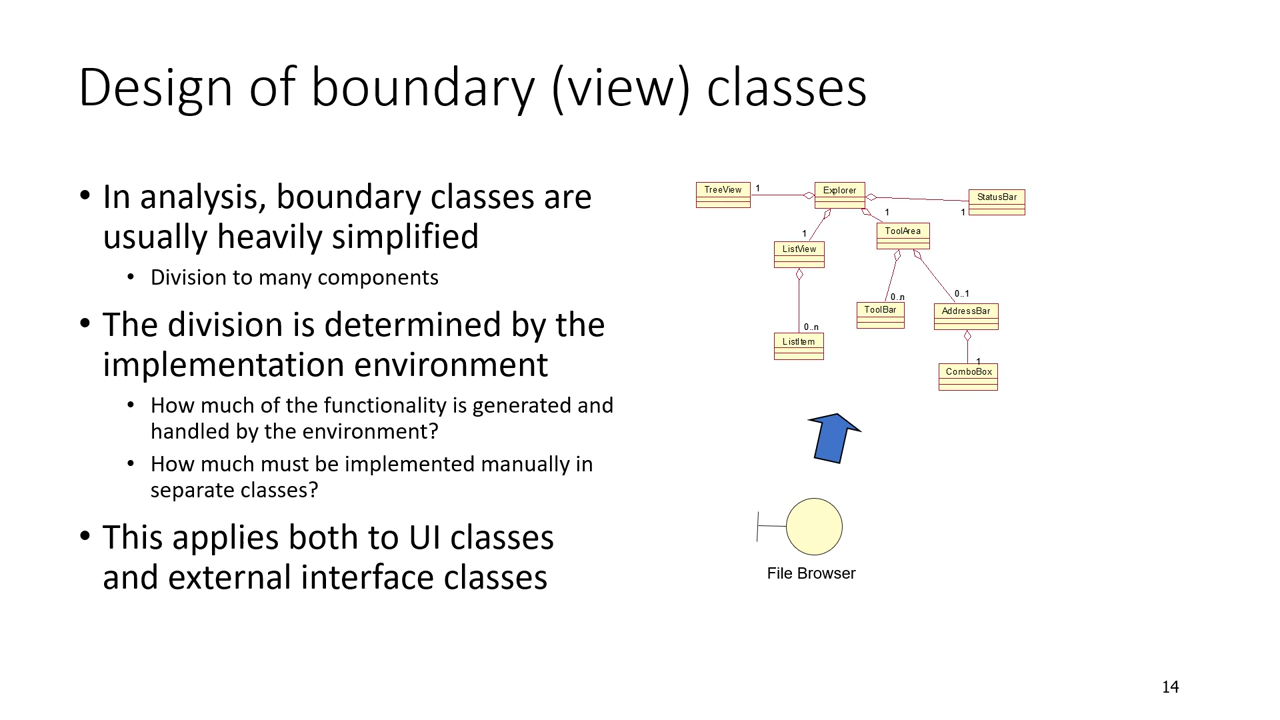 Design of boundary (view) classes
• In analysis, boundary classes are
usually heavily simplified
• Division to many components
• The division is determined by the
implementation environment
• How much of the functionality is generated and
handled by the environment?
• How much must be implemented manually in
separate classes?
• This applies both to UI classes
and external interface classes
TreeView 1 Explorer StatusBar
1 1
1
ListView ToolArea
0..n 0..1
ToolBar AddressBar
0..n
ListItem
1
ComboBox
File Browser
14